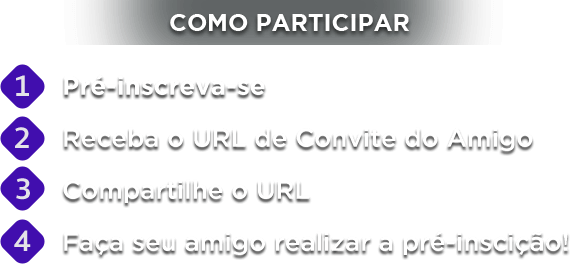 COMO PARTICIPAR
1 Pré-inscreva-se
2 Receba o URL de Convite do Amigo
3 Compartilhe o URL
4 Faça seu amigo realizar a pré-inscição!